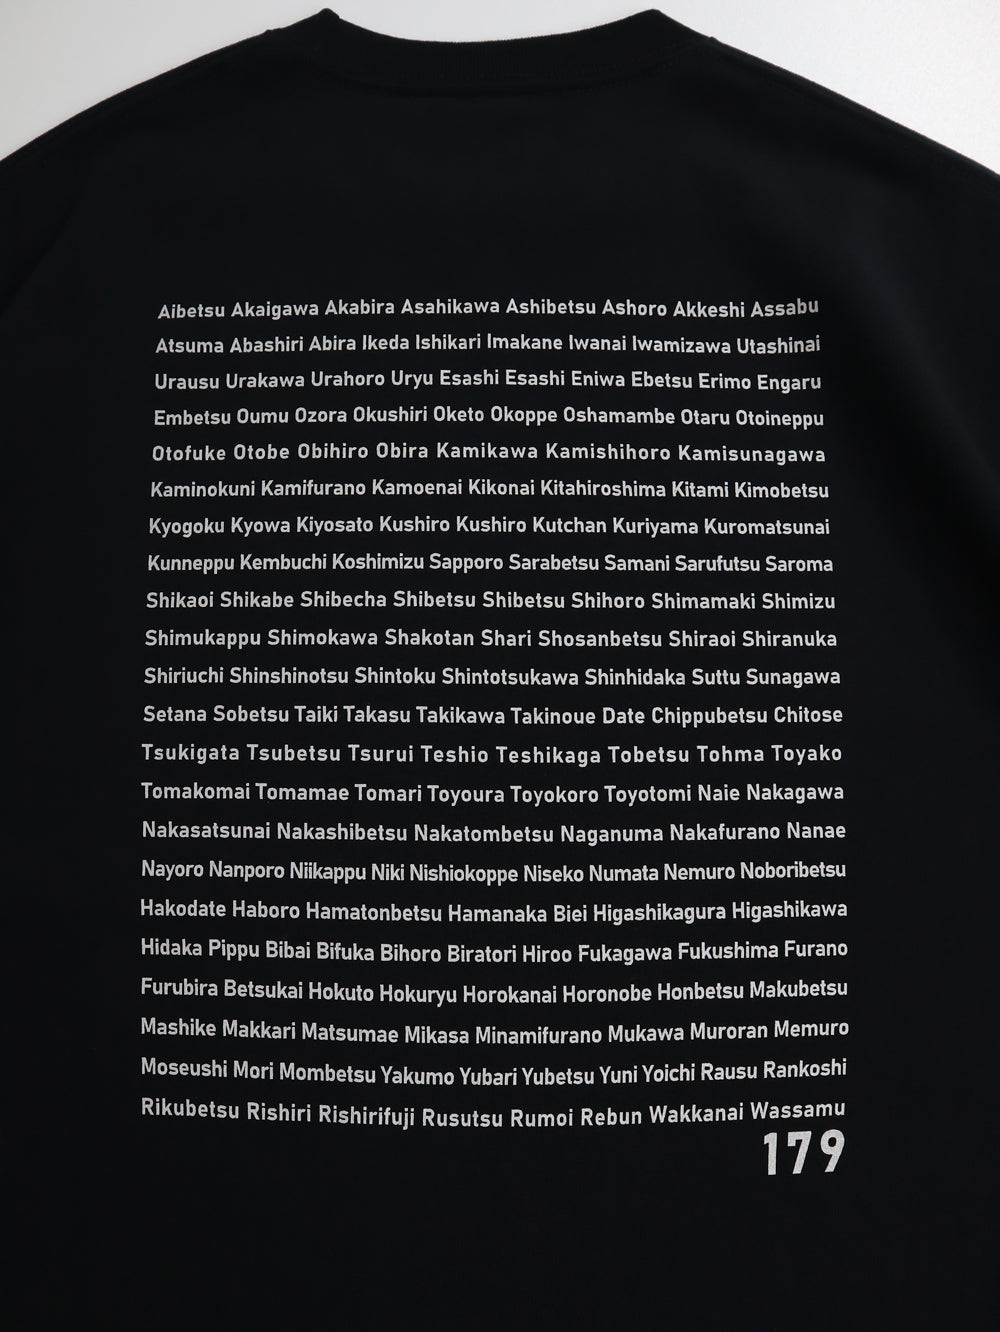 Aibetsu Akaigawa Akabira Asahikawa Ashibetsu Ashoro Akkeshi Assabu
Atsuma Abashiri Abira Ikeda Ishikari Imakane Iwanai Iwamizawa Utashinai
Urausu Urakawa Urahoro Uryu Esashi Esashi Eniwa Ebetsu Erimo Engaru
Embetsu Oumu Ozora Okushiri Oketo Okoppe Oshamambe Otaru Otoineppu
Otofuke Otobe Obihiro Obira Kamikawa Kamishihoro Kamisunagawa
Kaminokuni Kamifurano Kamoenai Kikonai Kitahiroshima Kitami Kimobetsu
Kyogoku Kyowa Kiyosato Kushiro Kushiro Kutchan Kuriyama Kuromatsunai
Kunneppu Kembuchi Koshimizu Sapporo Sarabetsu Samani Sarufutsu Saroma
Shikaoi Shikabe Shibecha Shibetsu Shibetsu Shihoro Shimamaki Shimizu
Shimukappu Shimokawa Shakotan Shari Shosanbetsu Shiraoi Shiranuka
Shiriuchi Shinshinotsu Shintoku Shintotsukawa Shinhidaka Suttu Sunagawa
Setana Sobetsu Taiki Takasu Takikawa Takinoue Date Chippubetsu Chitose
Tsukigata Tsubetsu Tsurui Teshio Teshikaga Tobetsu Tohma Toyako
Tomakomai Tomamae Tomari Toyoura Toyokoro Toyotomi Naie Nakagawa
Nakasatsunai Nakashibetsu Nakatombetsu Naganuma Nakafurano Nanae
Nayoro Nanporo Niikappu Niki Nishiokoppe Niseko Numata Nemuro Noboribetsu
Hakodate Haboro Hamatonbetsu Hamanaka Biei Higashikagura Higashikawa
Hidaka Pippu Bibai Bifuka Bihoro Biratori Hiroo Fukagawa Fukushima Furano
Furubira Betsukai Hokuto Hokuryu Horokanai Horonobe Honbetsu Makubetsu
Mashike Makkari Matsumae Mikasa Minamifurano Mukawa Muroran Memuro
Moseushi Mori Mombetsu Yakumo Yubari Yubetsu Yuni Yoichi Rausu Rankoshi
Rikubetsu Rishiri Rishirifuji Rusutsu Rumoi Rebun Wakkanai Wassamu
179